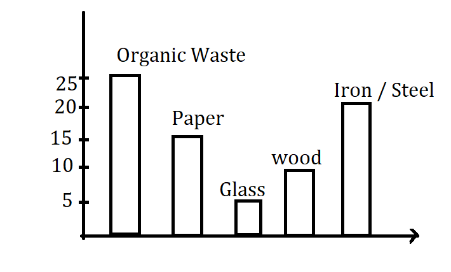 Organic Waste
25
Iron / Steel
20
Paper
15
wood
10
Glass
5